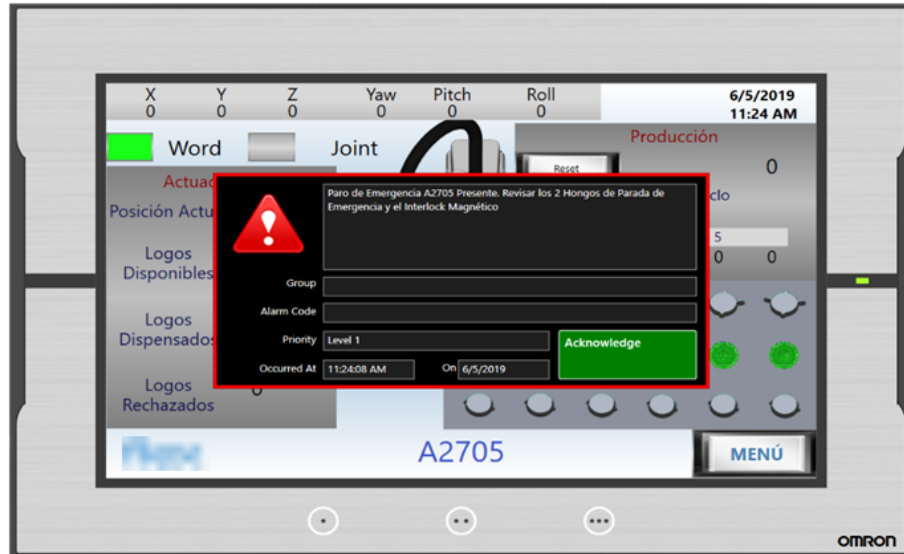 X Y Z Yaw Pitch Roll
0 0 0 0 0 0
6/5/2019
11:24 AM
Word
Joint
Producción
Reset
0
Posición
Logos
Disponibles
Logos
Logos
Rechazados
5
0 0
Paro de Emergencia A2705 Presente. Revisar los 2 Hongos de Parada de
Emergencia y el Interlock Magnético
Group
Alarm Code
Priority Level 1
Acknowledge
Occurred At 11:24:08 AM On 6/5/2019
A2705
MENÚ
OMRON